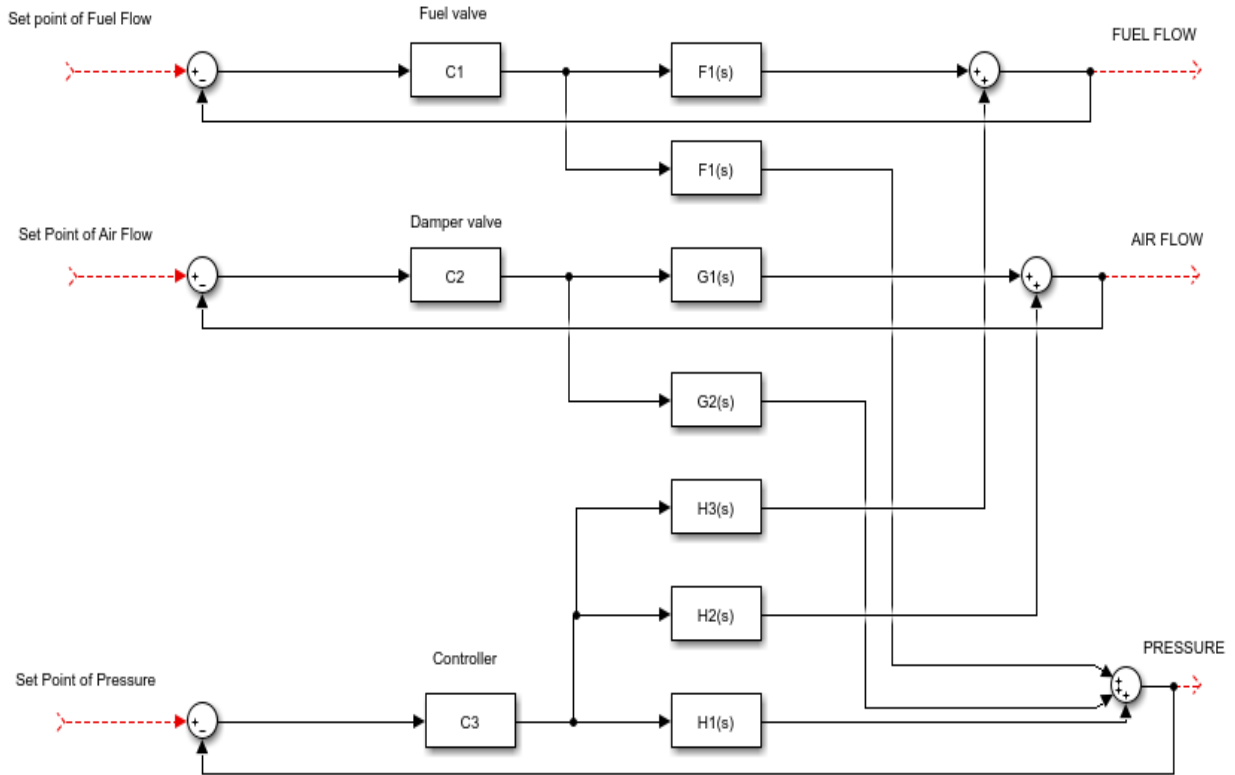 Set point of Fuel Flow
Fuel valve
FUEL FLOW
C1
F1(s)
F1(s)
Set Point of Air Flow
Damper valve
AIR FLOW
C2
G1(s)
G2(s)
H3(s)
H2(s)
Set Point of Pressure
Controller
PRESSURE
C3
H1(s)